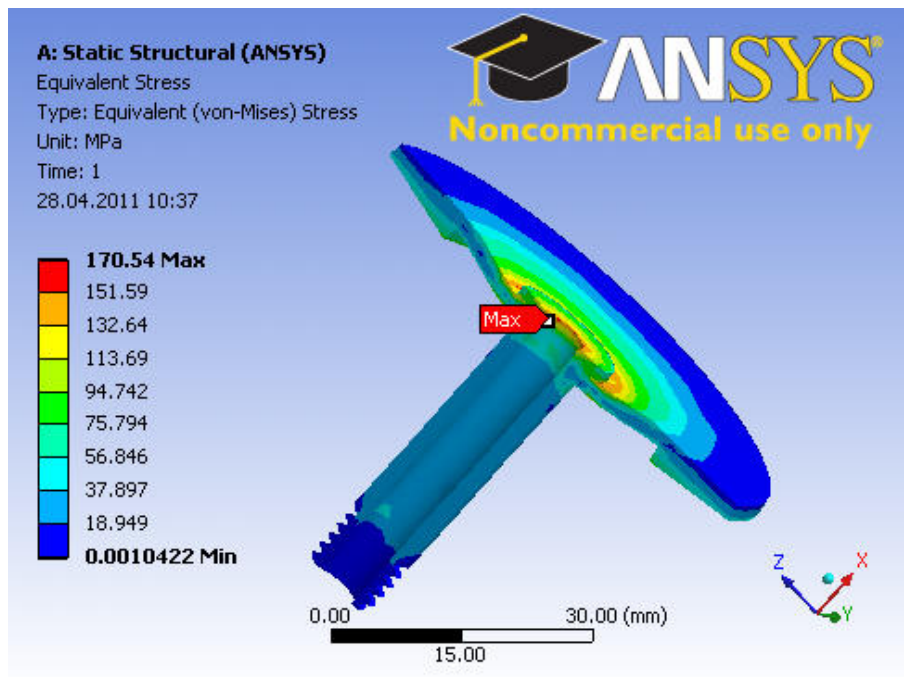 A: Static Structural (ANSYS)
Equivalent Stress
Type: Equivalent (von-Mises) Stress
Unit: MPa
Time: 1
28.04.2011 10:37
ANSYS®
Noncommercial use only
170.54 Max
151.59
132.64
113.69
94.742
75.794
56.846
37.897
18.949
0.0010422 Min
Max
Z
X
Y
0.00
30.00 (mm)
15.00